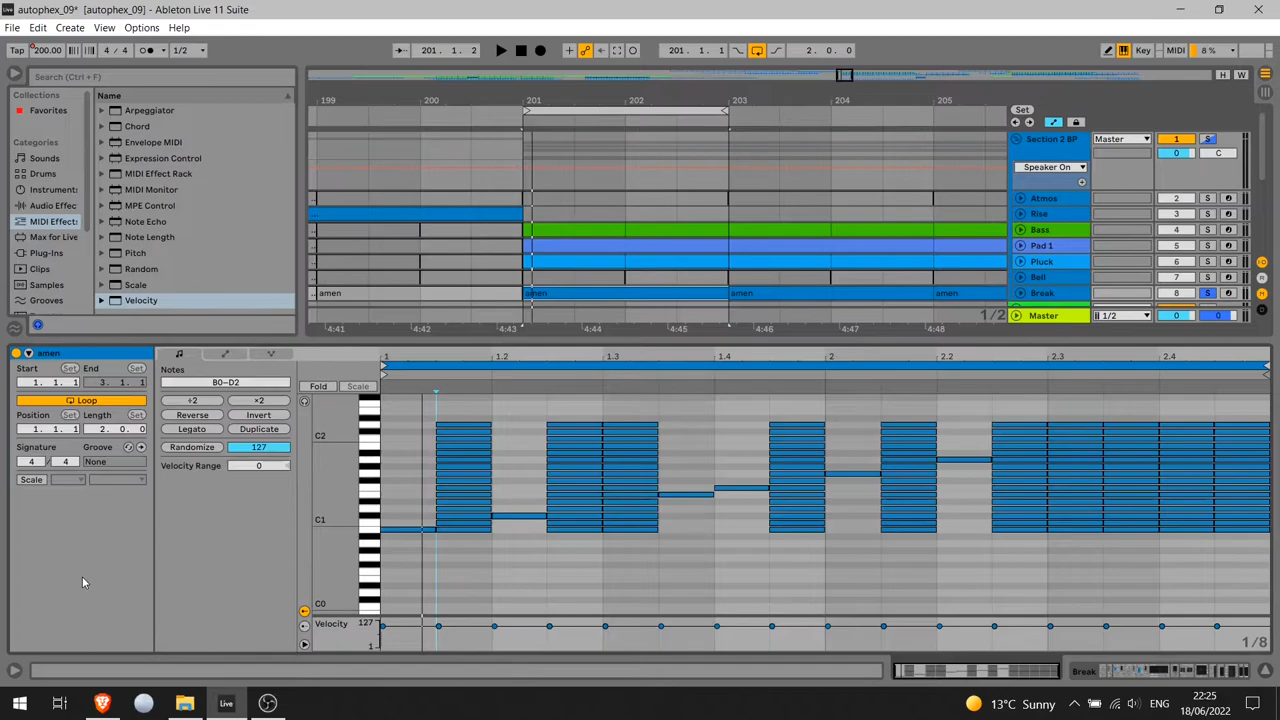 autophex_09* [autophex_09] - Ableton Live 11 Suite
File Edit Create View Options Help
Tap 200.00 4 / 4 1/2 201. 1. 2 201. 1. 1 2. 0. 0 Key MIDI 8 %
Search (Ctrl + F)
Collections
Favorites
Categories
Sounds
Drums
Instrument
Audio Effec
MIDI Effect
Max for Live
Plug-Ins
Clips
Samples
Grooves
Name
Arpeggiator
Chord
Envelope MIDI
Expression Control
MIDI Effect Rack
MIDI Monitor
MPE Control
Note Echo
Note Length
Pitch
Random
Scale
Velocity
H W
199 200 201 202 203 204 205
amen amen amen amen
4:41 4:42 4:43 4:44 4:45 4:46 4:47 4:48
1/2
Set
Section 2 BP Master 1 S
0 C
Speaker On
Atmos 2 S
Rise 3 S
Bass 4 S
Pad 1 5 S
Pluck 6 S
Bell 7 S
Break 8 S
Master 1/2 0 0
amen
Start Set End Set
1. 1. 1 3. 1. 1
Loop
Position Set Length Set
1. 1. 1 2. 0. 0
Signature Groove
4 / 4 None
Scale
Notes
B0-D2
÷2 ×2
Reverse Invert
Legato Duplicate
Randomize 127
Velocity Range 0
1 1.2 1.3 1.4 2 2.2 2.3 2.4
Fold Scale
C2
C1
C0
Velocity 127
1
1/8
Break
Live
13°C Sunny ENG 22:25
18/06/2022